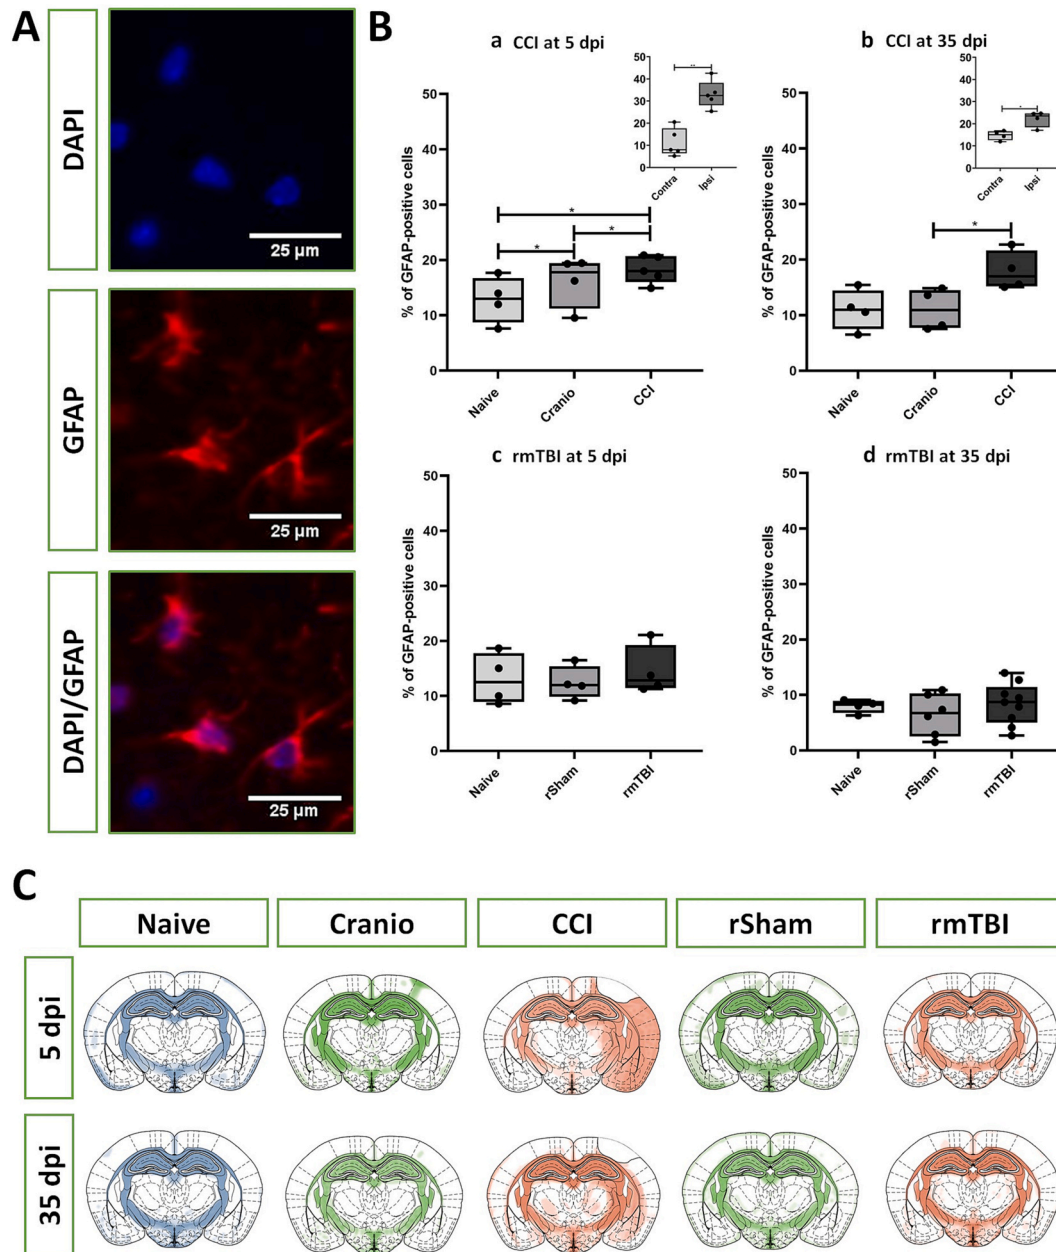 A
DAPI
25 µm
GFAP
25 µm
DAPI/GFAP
25 µm
B
a CCI at 5 dpi
% of GFAP-positive cells
50
40
30
20
10
0
Naive
Cranio
CCI
*
*
*
50
40
30
20
10
0
Contra
Ipsi
**
b CCI at 35 dpi
% of GFAP-positive cells
50
40
30
20
10
0
Naive
Cranio
CCI
*
50
40
30
20
10
0
Contra
Ipsi
*
c rmTBI at 5 dpi
% of GFAP-positive cells
50
40
30
20
10
0
Naive
rSham
rmTBI
d rmTBI at 35 dpi
% of GFAP-positive cells
50
40
30
20
10
0
Naive
rSham
rmTBI
C
Naive
Cranio
CCI
rSham
rmTBI
5 dpi
35 dpi